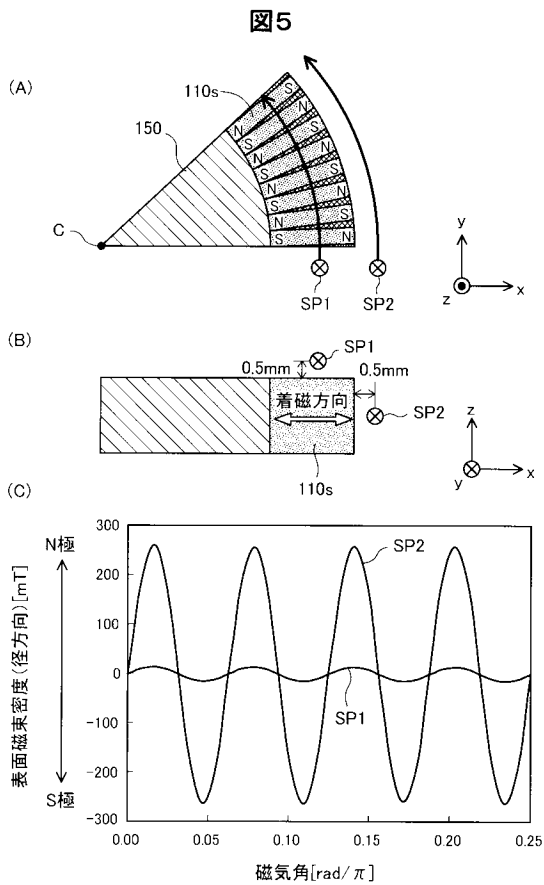 図5
(A)
110s
150
C
S
S
S
S
N
N
N
N
N
N
N
N
S
S
S
S
SP1
SP2
y
z
x
(B)
0.5mm
SP1
0.5mm
着磁方向
SP2
110s
z
y
x
(C)
表面磁束密度(径方向)[mT]
N極
S極
300
200
100
0
-100
-200
-300
SP2
SP1
0.00
0.05
0.10
0.15
0.20
0.25
磁気角[rad/π]